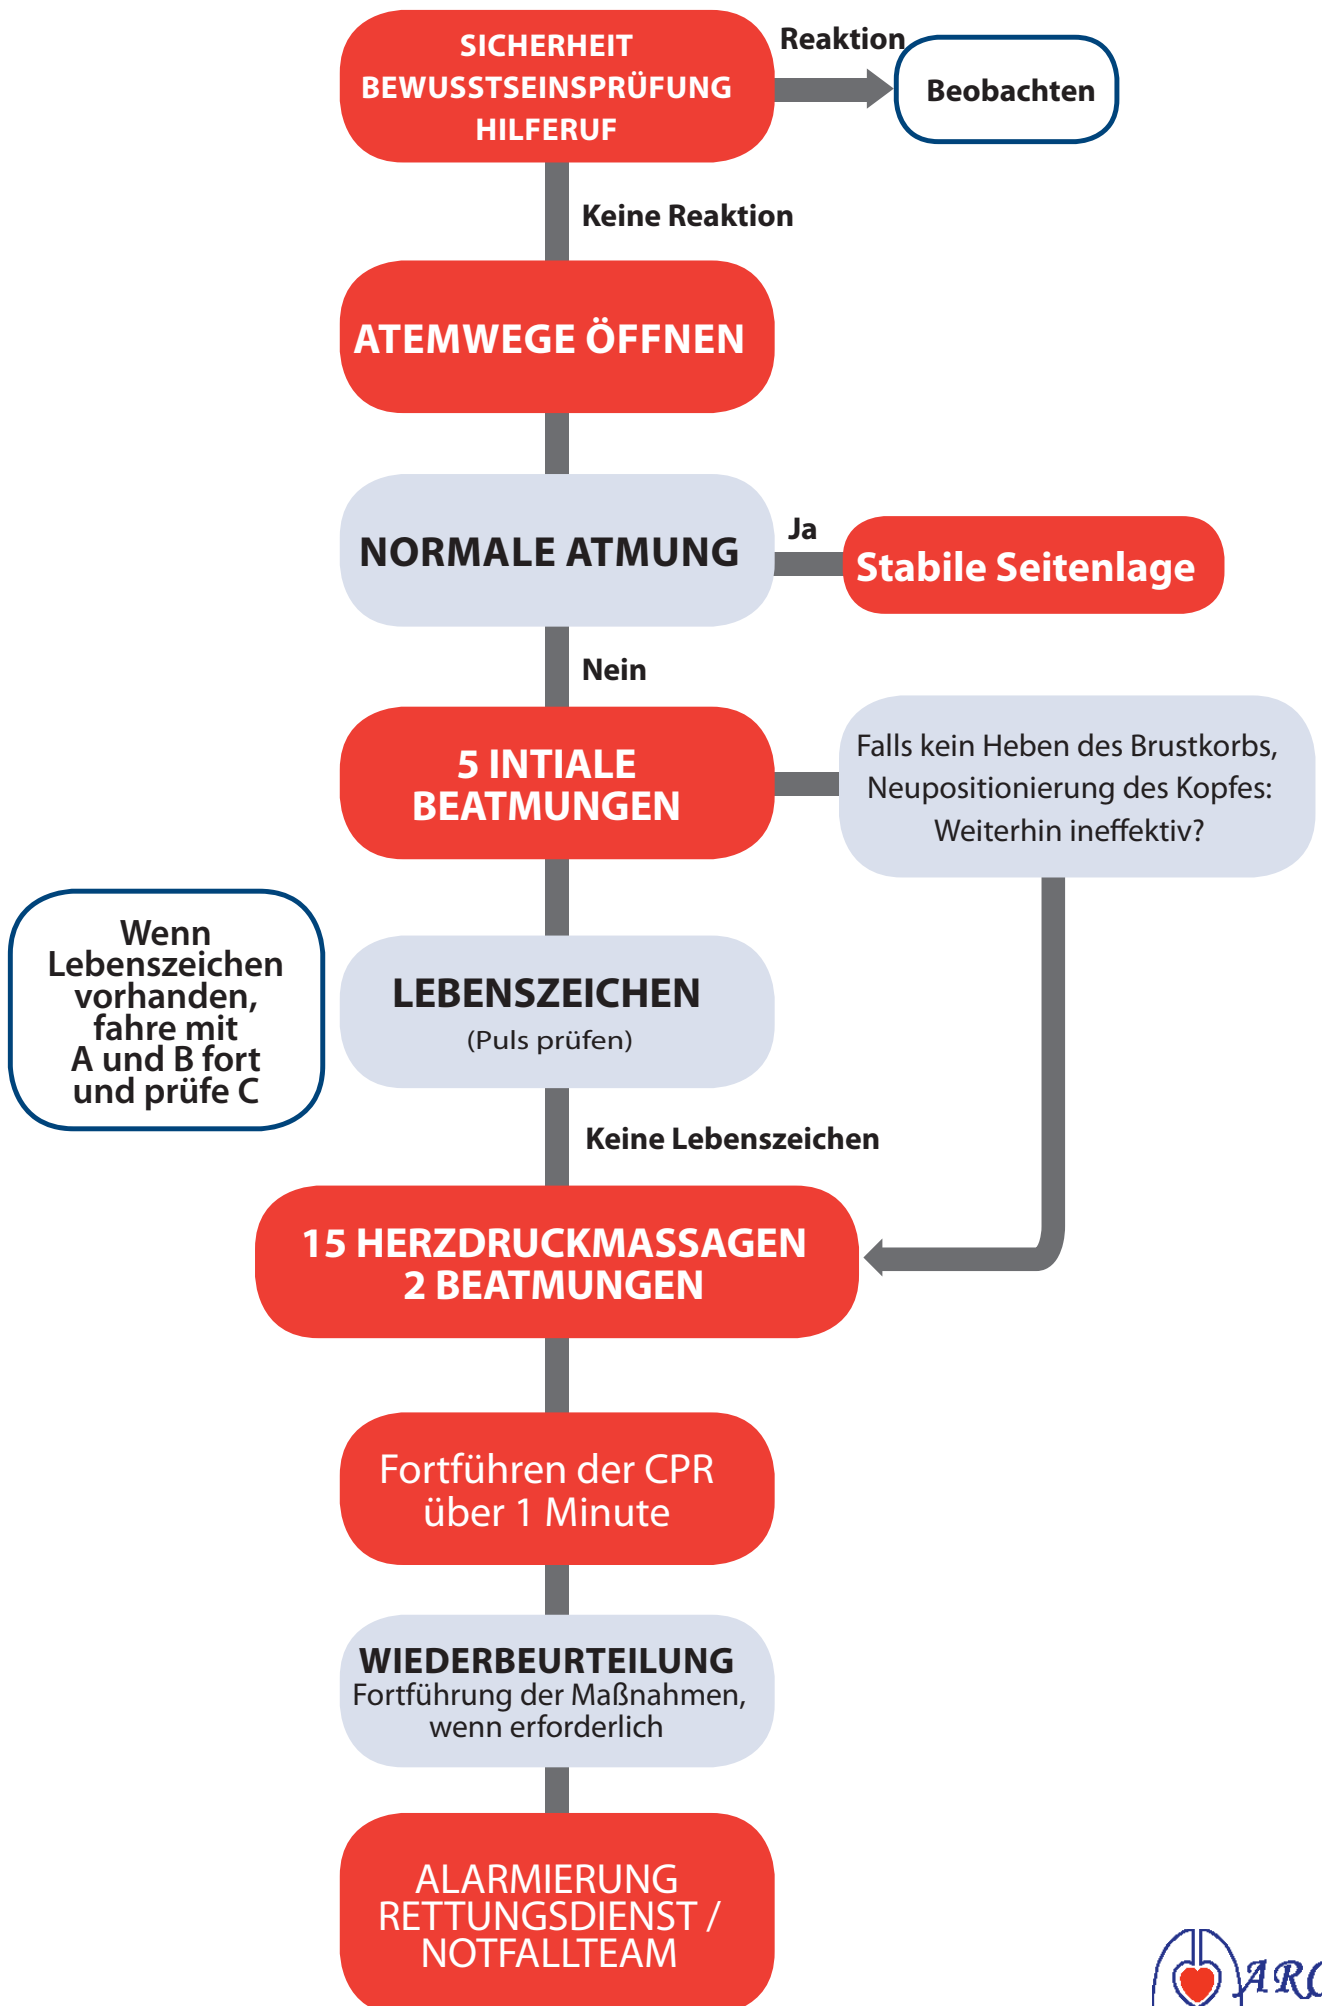 SICHERHEIT
BEWUSSTSEINSPRÜFUNG
HILFERUF
Reaktion
Beobachten
Keine Reaktion
ATEMWEGE ÖFFNEN
NORMALE ATMUNG
Ja
Stabile Seitenlage
Nein
5 INTIALE
BEATMUNGEN
Falls kein Heben des Brustkorbs,
Neupositionierung des Kopfes:
Weiterhin ineffektiv?
Wenn
Lebenszeichen
vorhanden,
fahre mit
A und B fort
und prüfe C
LEBENSZEICHEN
(Puls prüfen)
Keine Lebenszeichen
15 HERZDRUCKMASSAGEN
2 BEATMUNGEN
Fortführen der CPR
über 1 Minute
WIEDERBEURTEILUNG
Fortführung der Maßnahmen,
wenn erforderlich
ALARMIERUNG
RETTUNGSDIENST /
NOTFALLTEAM